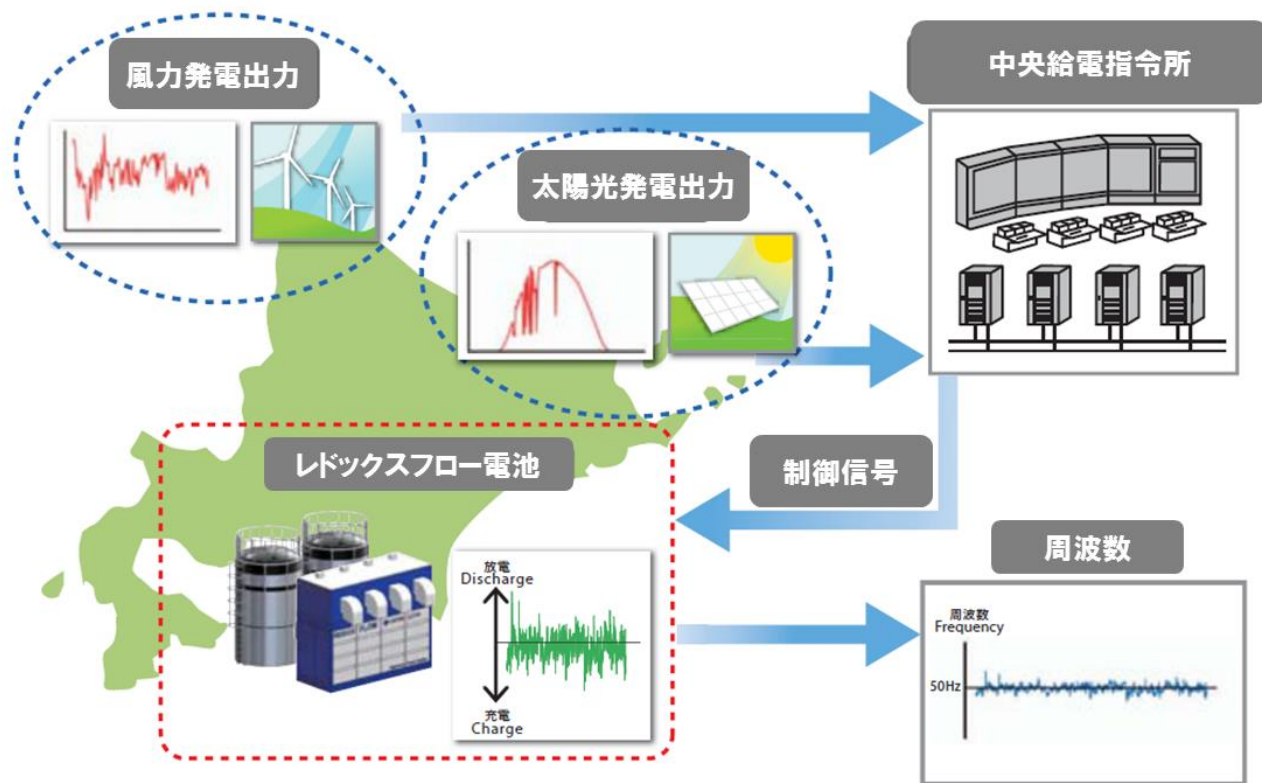 風力発電出力
中央給電指令所
太陽光発電出力
レドックスフロー電池
制御信号
放電
Discharge
充電
Charge
周波数
周波数
Frequency
50Hz